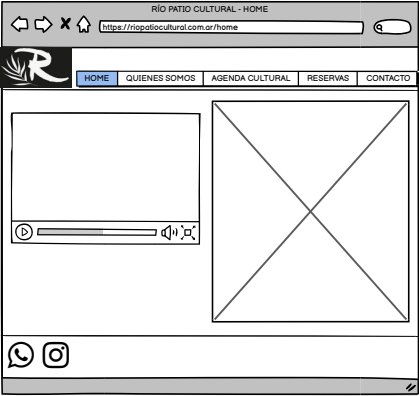 RÍO PATIO CULTURAL - HOME
https://riopatiocultural.com.ar/home
R
HOME QUIENES SOMOS AGENDA CULTURAL RESERVAS CONTACTO